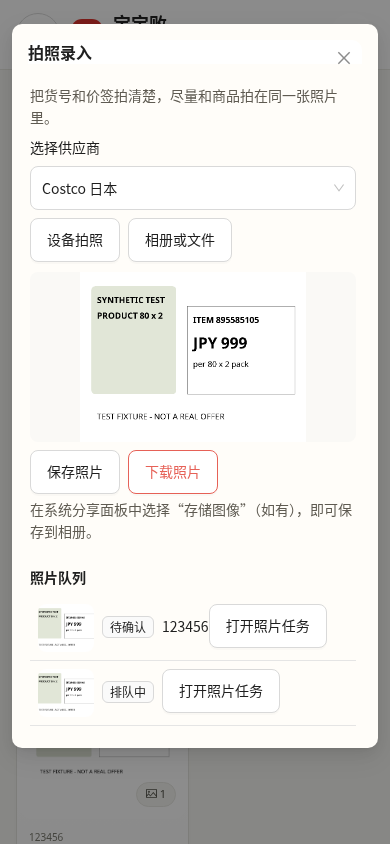 拍照录入
把货号和价签拍清楚，尽量和商品拍在同一张照片
里。
选择供应商
Costco 日本
设备拍照
相册或文件
SYNTHETIC TEST
PRODUCT 80 x 2
ITEM 895585105
JPY 999
per 80 x 2 pack
TEST FIXTURE - NOT A REAL OFFER
保存照片
下载照片
在系统分享面板中选择“存储图像”（如有），即可保
存到相册。
照片队列
待确认
123456
打开照片任务
排队中
打开照片任务
TEST FIXTURE - NOT A REAL OFFER
1
123456